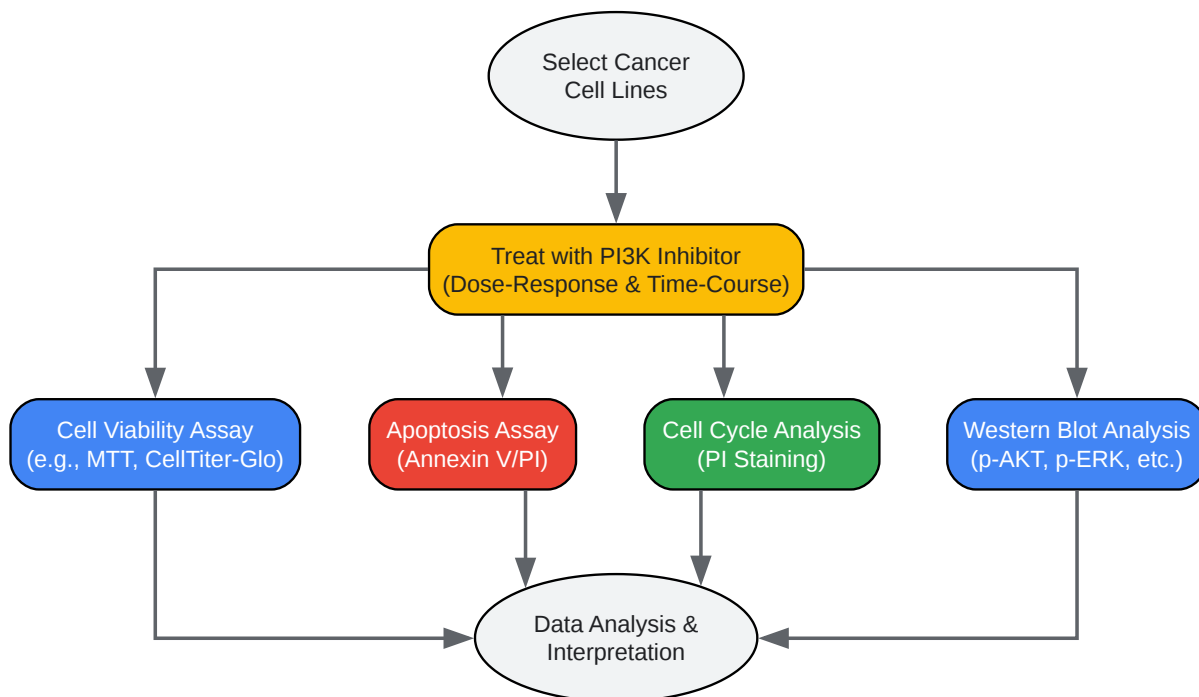 Select Cancer
Cell Lines
Treat with PI3K Inhibitor
(Dose-Response & Time-Course)
Cell Viability Assay
(e.g., MTT, CellTiter-Glo)
Apoptosis Assay
(Annexin V/PI)
Cell Cycle Analysis
(PI Staining)
Western Blot Analysis
(p-AKT, p-ERK, etc.)
Data Analysis &
Interpretation